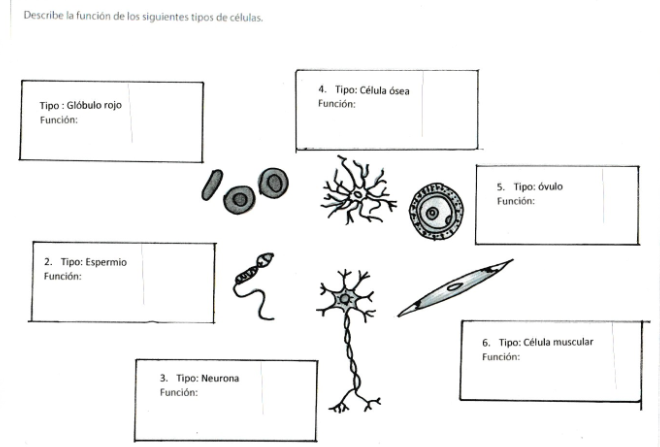 Describe la función de los siguientes tipos de células.
Tipo : Glóbulo rojo
Función:
4. Tipo: Célula ósea
Función:
5. Tipo: óvulo
Función:
2. Tipo: Espermio
Función:
6. Tipo: Célula muscular
Función:
3. Tipo: Neurona
Función: